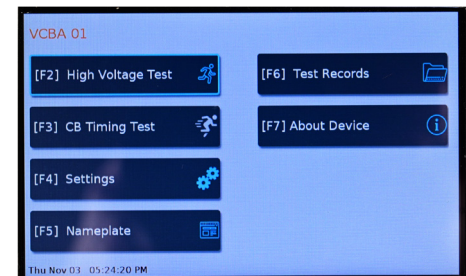 VCBA 01
[F2] High Voltage Test
[F3] CB Timing Test
[F4] Settings
[F5] Nameplate
[F6] Test Records
[F7] About Device
Thu Nov 03 05:24:20 PM